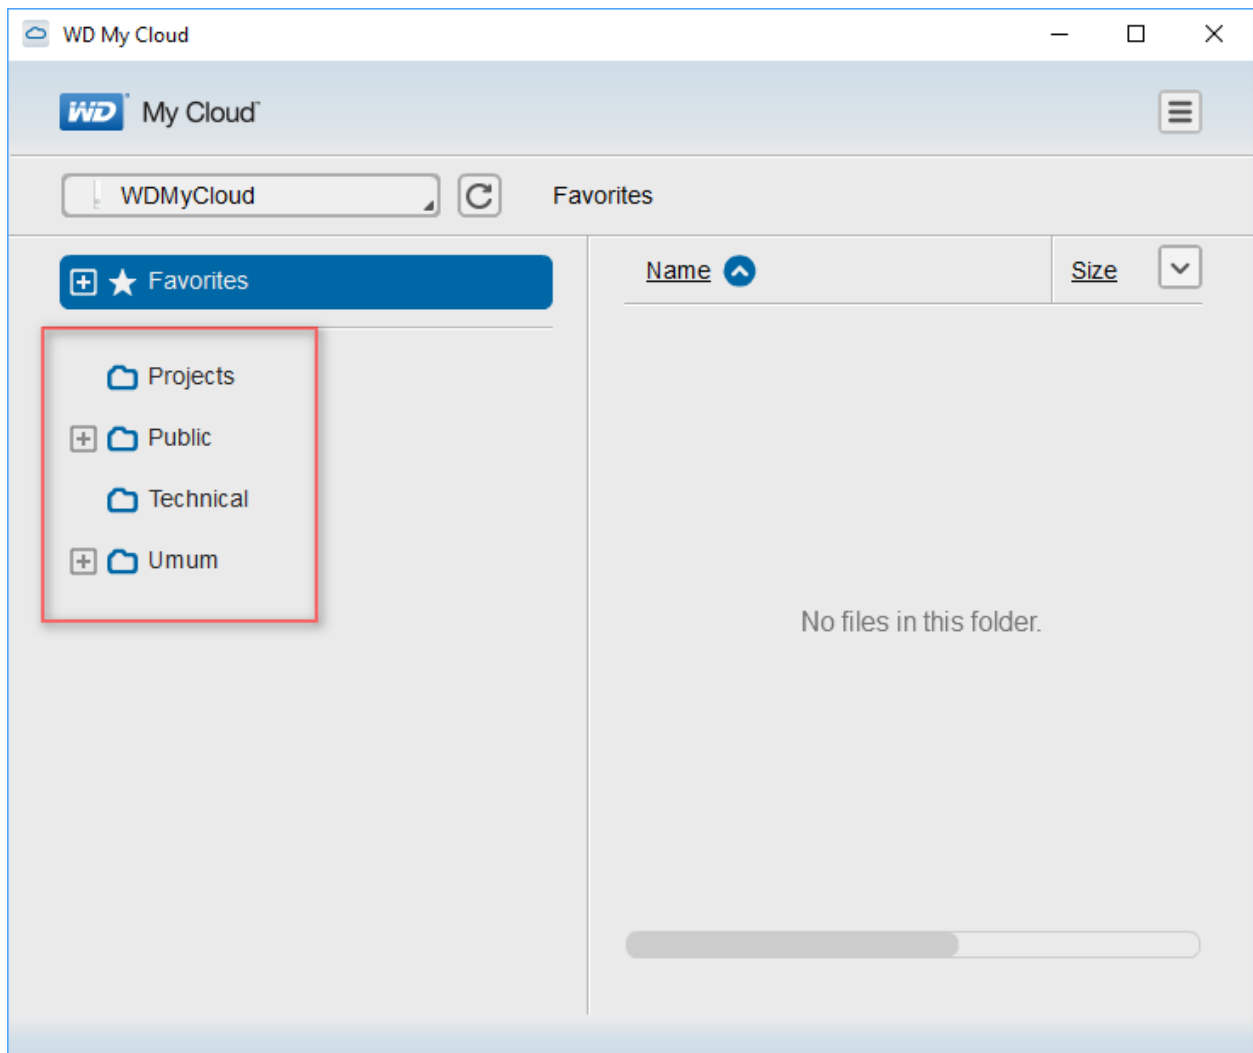 WD My Cloud
WD My Cloud™
WDMyCloud
Favorites
Favorites
Name
Size
Projects
Public
Technical
Umum
No files in this folder.